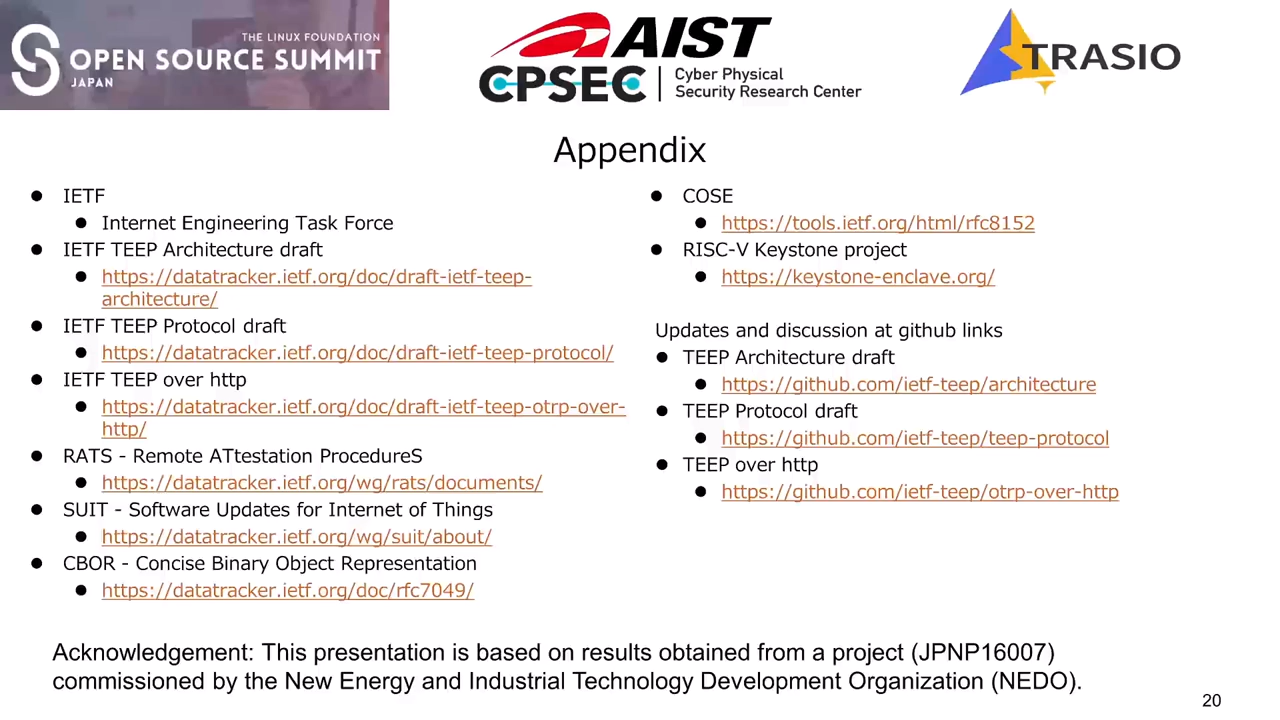 THE LINUX FOUNDATION
OPEN SOURCE SUMMIT
JAPAN
AIST
CPSEC
Cyber Physical
Security Research Center
TRASIO
Appendix
● IETF
● Internet Engineering Task Force
● IETF TEEP Architecture draft
● https://datatracker.ietf.org/doc/draft-ietf-teep-
architecture/
● IETF TEEP Protocol draft
● https://datatracker.ietf.org/doc/draft-ietf-teep-protocol/
● IETF TEEP over http
● https://datatracker.ietf.org/doc/draft-ietf-teep-otrp-over-
http/
● RATS - Remote ATtestation ProcedureS
● https://datatracker.ietf.org/wg/rats/documents/
● SUIT - Software Updates for Internet of Things
● https://datatracker.ietf.org/wg/suit/about/
● CBOR - Concise Binary Object Representation
● https://datatracker.ietf.org/doc/rfc7049/
● COSE
● https://tools.ietf.org/html/rfc8152
● RISC-V Keystone project
● https://keystone-enclave.org/
Updates and discussion at github links
● TEEP Architecture draft
● https://github.com/ietf-teep/architecture
● TEEP Protocol draft
● https://github.com/ietf-teep/teep-protocol
● TEEP over http
● https://github.com/ietf-teep/otrp-over-http
Acknowledgement: This presentation is based on results obtained from a project (JPNP16007)
commissioned by the New Energy and Industrial Technology Development Organization (NEDO).
20